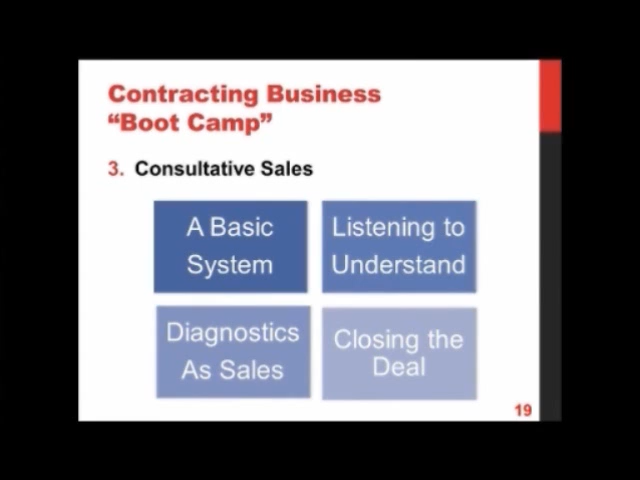 Contracting Business
“Boot Camp”
3. Consultative Sales
A Basic
System
Listening to
Understand
Diagnostics
As Sales
Closing the
Deal
19